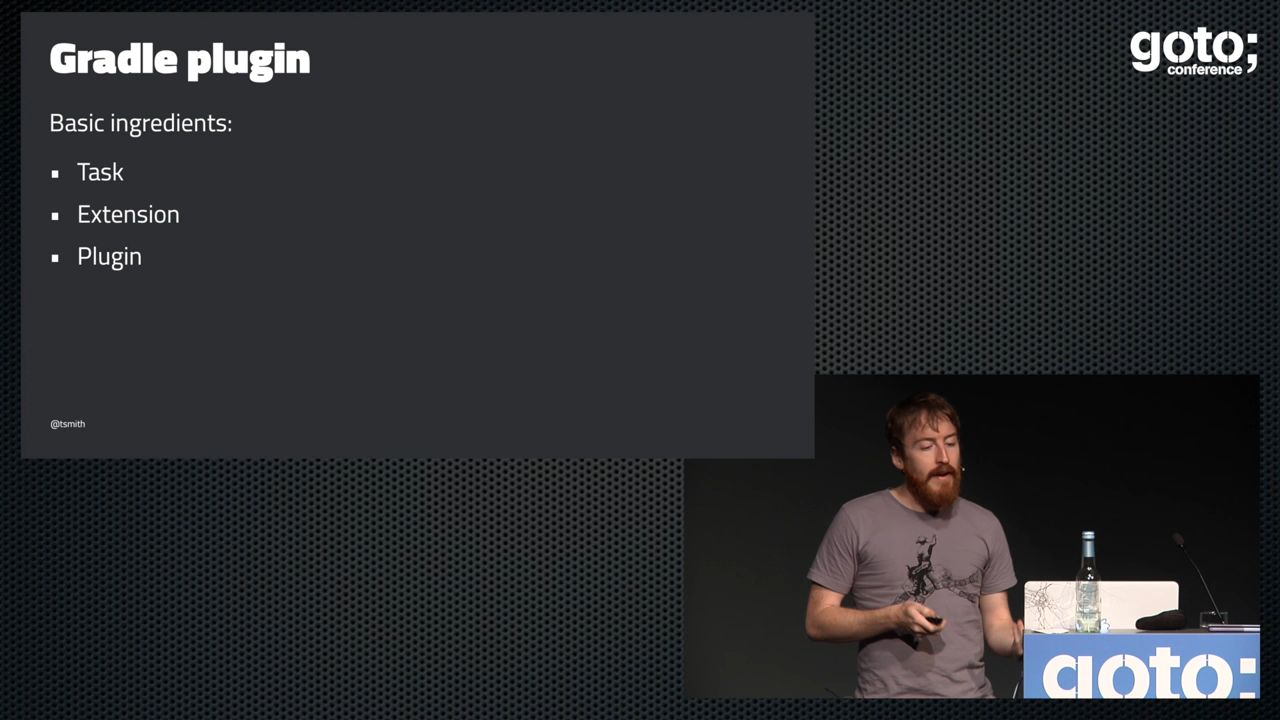 Gradle plugin
Basic ingredients:
Task
Extension
Plugin
@tsmith
goto;
conference
goto;